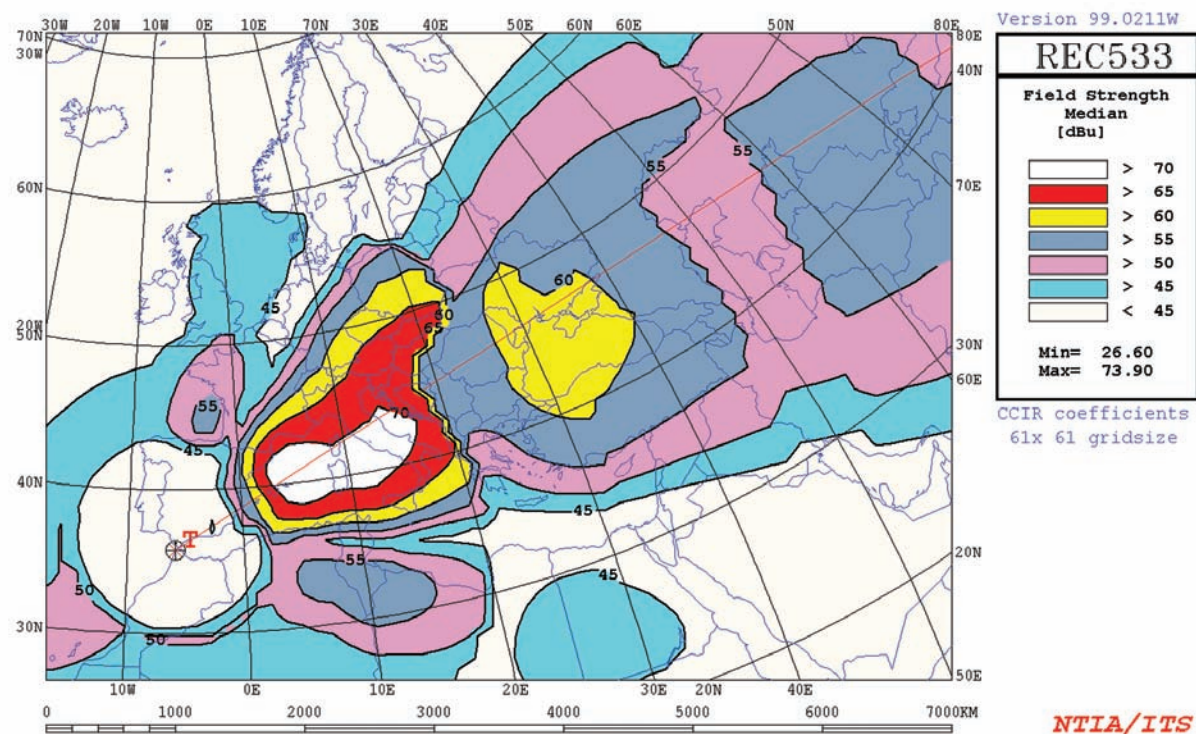 30W 20W 10W 0E 10E 70N 20E 30E 40E 50E 60N 60E 50N 80E
Version 99.0211W
70N
30W
80E
40N
REC533
Field Strength
Median
[dBu]
> 70
> 65
> 60
> 55
> 50
> 45
< 45
Min= 26.60
Max= 73.90
CCIR coefficients
61x 61 gridsize
60N
70E
55
55
60
45
50N
60
65
30N
60E
55
70
45
40N
45
T
0
20N
55
45
50
30N
50
50E
10W 0E 10E 20E 30E 20N 40E
0 1000 2000 3000 4000 5000 6000 7000KM
NTIA/ITS